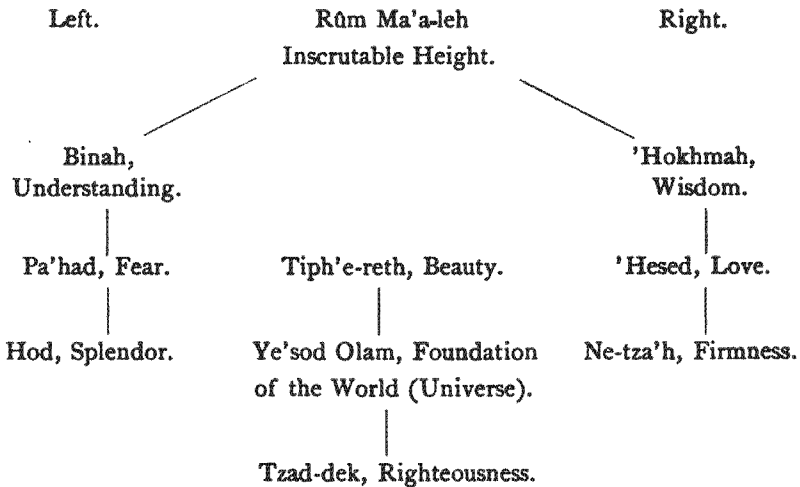 Left. Rûm Ma'a-leh Right.
Inscrutable Height.
Binah, 'Hokhmah,
Understanding. Wisdom.
Pa'had, Fear. Tiph'e-reth, Beauty. 'Hesed, Love.
Hod, Splendor. Ye'sod Olam, Foundation Ne-tza'h, Firmness.
of the World (Universe).
Tzad-dek, Righteousness.